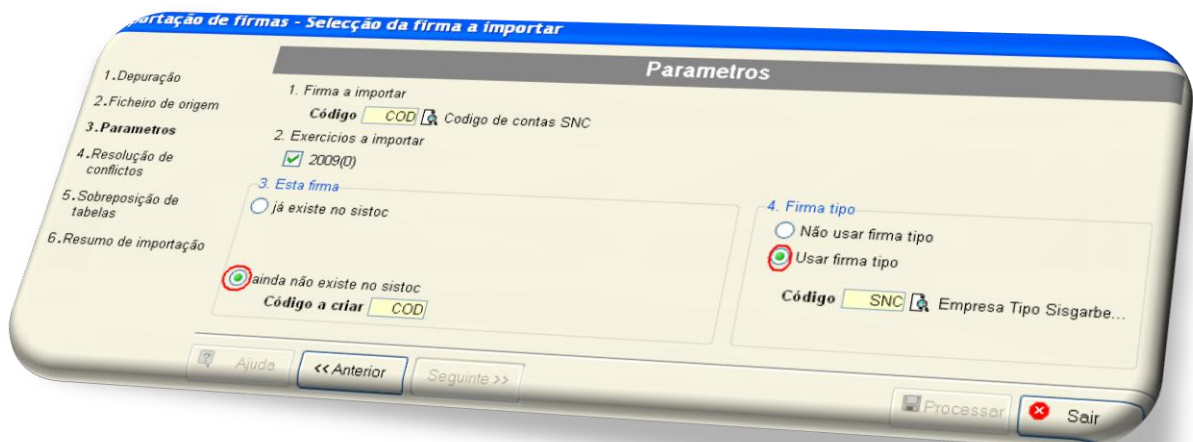 ortação de firmas - Selecção da firma a importar
Parametros
1.Depuração
2.Ficheiro de origem
3.Parametros
4.Resolução de
conflictos
5.Sobreposição de
tabelas
6.Resumo de importação
1. Firma a importar
Código COD Codigo de contas SNC
2. Exercicios a importar
2009(0)
3. Esta firma
já existe no sistoc
ainda não existe no sistoc
Código a criar COD
4. Firma tipo
Não usar firma tipo
Usar firma tipo
Código SNC Empresa Tipo Sisgarbe...
Ajuda
<< Anterior
Seguinte >>
Processar
Sair